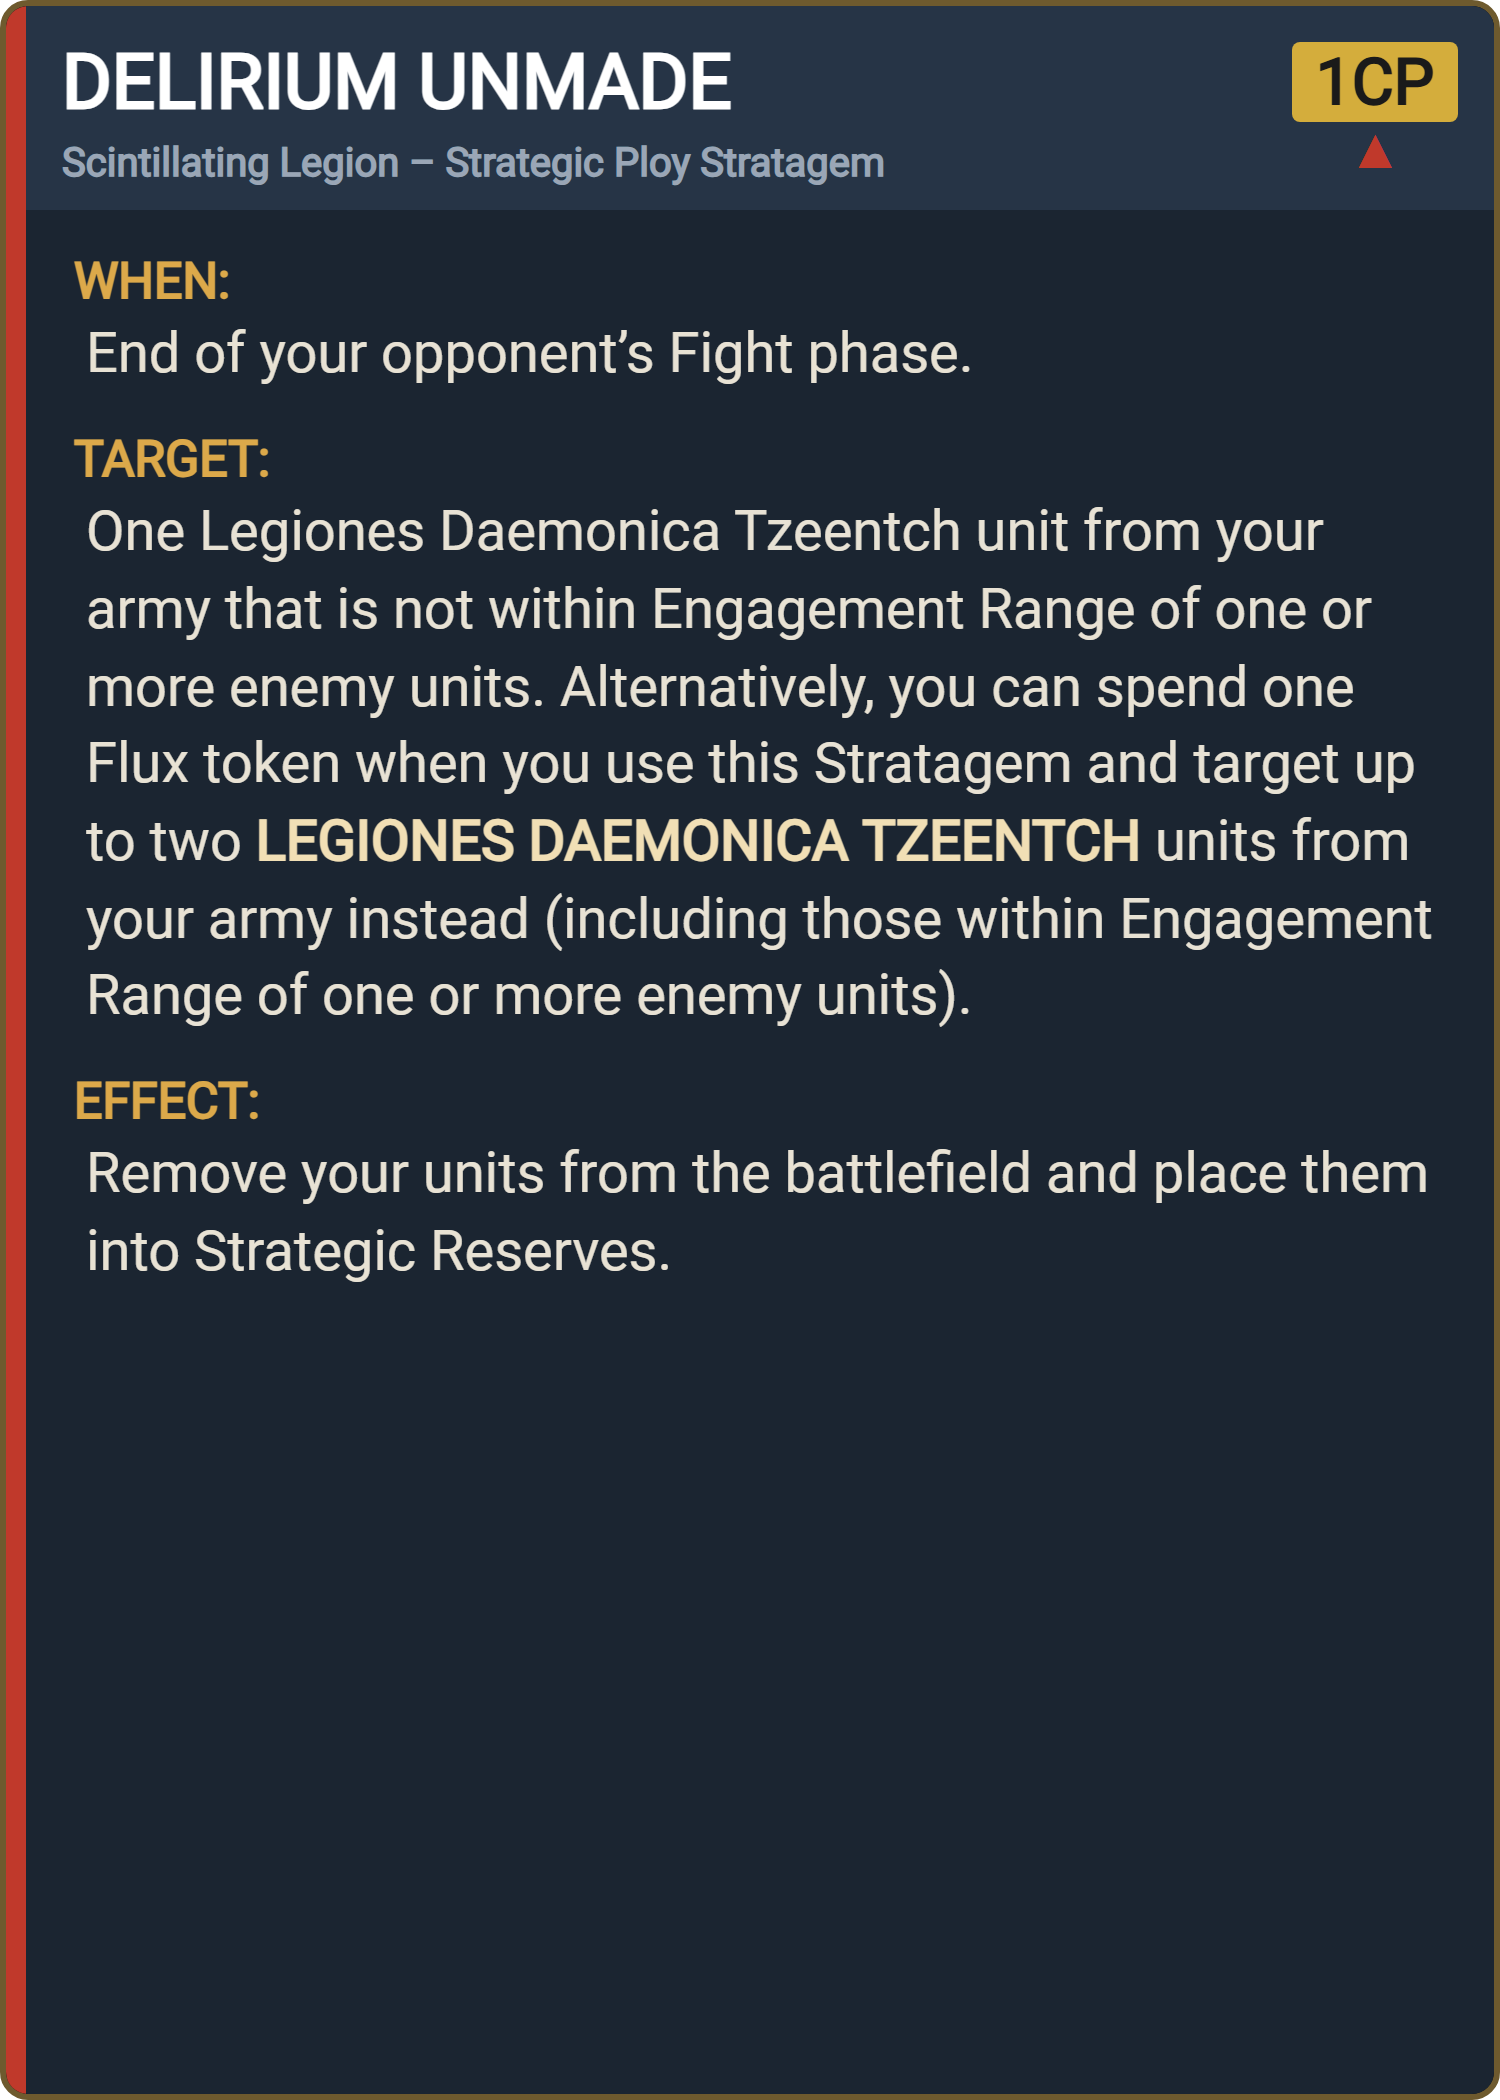 DELIRIUM UNMADE
1CP
Scintillating Legion – Strategic Ploy Stratagem
WHEN:
End of your opponent’s Fight phase.
TARGET:
One Legiones Daemonica Tzeentch unit from your
army that is not within Engagement Range of one or
more enemy units. Alternatively, you can spend one
Flux token when you use this Stratagem and target up
to two LEGIONES DAEMONICA TZEENTCH units from
your army instead (including those within Engagement
Range of one or more enemy units).
EFFECT:
Remove your units from the battlefield and place them
into Strategic Reserves.